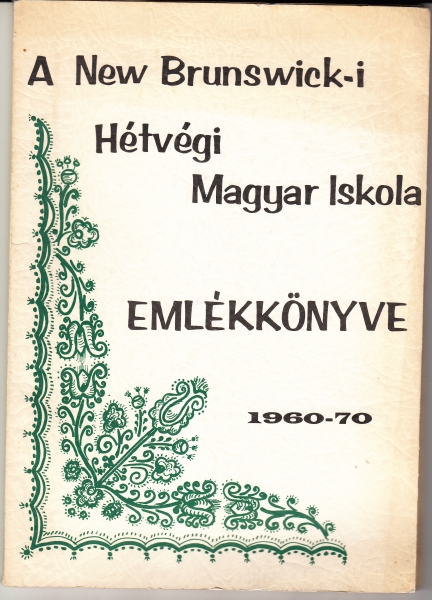 A New Brunswick-i
Hétvégi
Magyar Iskola
EMLÉKKÖNYVE
1960-70